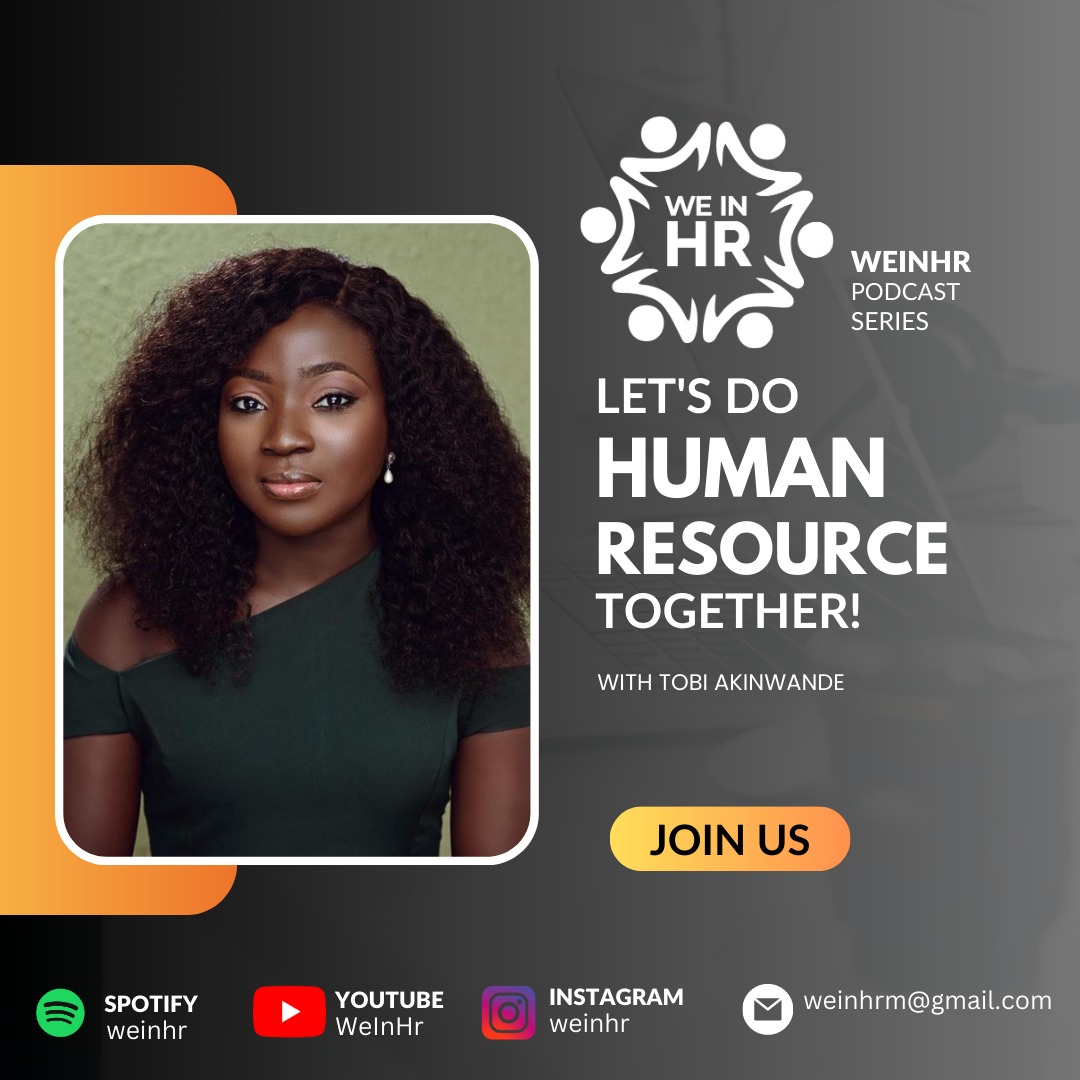 WE IN
HR
WEINHR
PODCAST
SERIES
LET'S DO
HUMAN
RESOURCE
TOGETHER!
WITH TOBI AKINWANDE
JOIN US
SPOTIFY
weinhr
YOUTUBE
WeInHr
INSTAGRAM
weinhr
weinhrm@gmail.com